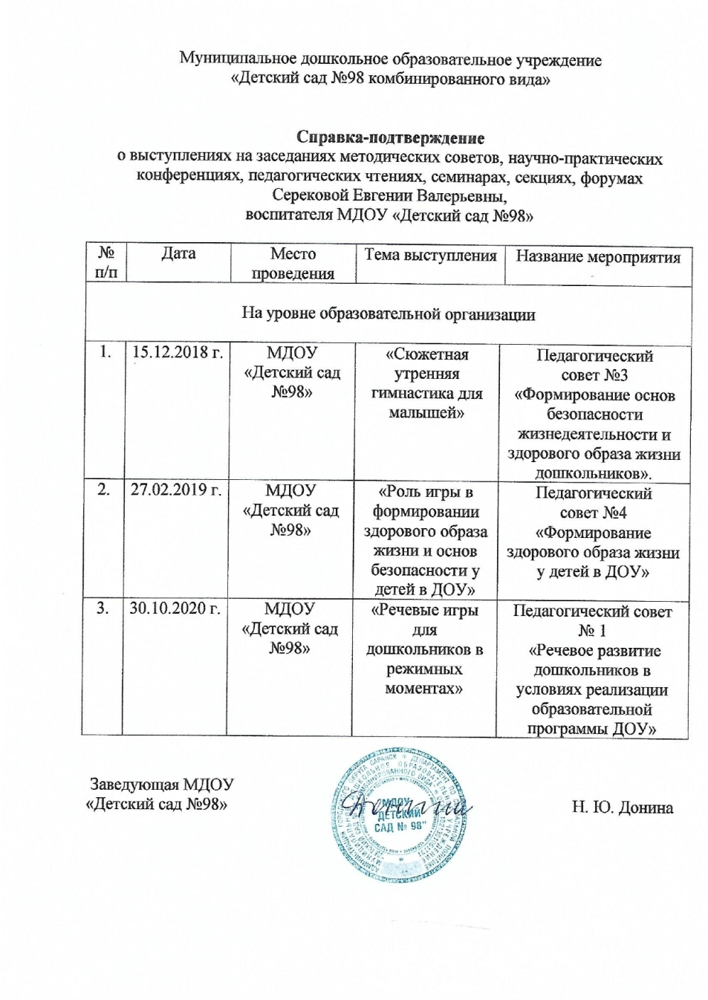 Муниципальное дошкольное образовательное учреждение
«Детский сад №98 комбинированного вида»
Справка-подтверждение
о выступлениях на заседаниях методических советов, научно-практических
конференциях, педагогических чтениях, семинарах, секциях, форумах
Серековой Евгении Валерьевны,
воспитателя МДОУ «Детский сад №98»
№ п/п
Дата
Место проведения
Тема выступления
Название мероприятия
На уровне образовательной организации
1.
15.12.2018 г.
МДОУ
«Детский сад
№98»
«Сюжетная
утренняя
гимнастика для
малышей»
Педагогический
совет №3
«Формирование основ
безопасности
жизнедеятельности и
здорового образа жизни
дошкольников».
2.
27.02.2019 г.
МДОУ
«Детский сад
№98»
«Роль игры в
формировании
здорового образа
жизни и основ
безопасности у
детей в ДОУ»
Педагогический
совет №4
«Формирование
здорового образа жизни
у детей в ДОУ»
3.
30.10.2020 г.
МДОУ
«Детский сад
№98»
«Речевые игры
для
дошкольников в
режимных
моментах»
Педагогический совет
№ 1
«Речевое развитие
дошкольников в
условиях реализации
образовательной
программы ДОУ»
Заведующая МДОУ
«Детский сад №98»
МДОУ
ДЕТСКИЙ
САД № 98"
Н. Ю. Донина